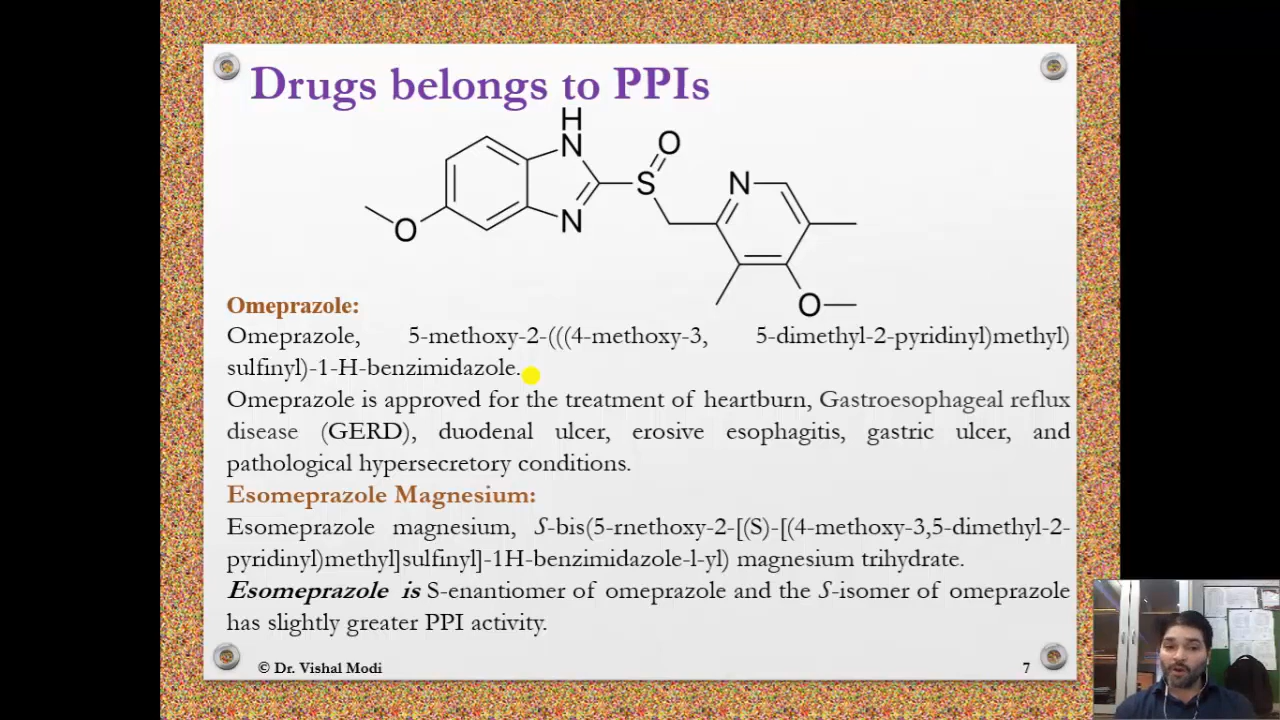 Drugs belongs to PPIs
H
N
O
S
N
O
N
O
Omeprazole:
Omeprazole, 5-methoxy-2-(((4-methoxy-3, 5-dimethyl-2-pyridinyl)methyl)
sulfinyl)-1-H-benzimidazole.
Omeprazole is approved for the treatment of heartburn, Gastroesophageal reflux
disease (GERD), duodenal ulcer, erosive esophagitis, gastric ulcer, and
pathological hypersecretory conditions.
Esomeprazole Magnesium:
Esomeprazole magnesium, S-bis(5-rnethoxy-2-[(S)-[(4-methoxy-3,5-dimethyl-2-
pyridinyl)methyl]sulfinyl]-1H-benzimidazole-l-yl) magnesium trihydrate.
Esomeprazole is S-enantiomer of omeprazole and the S-isomer of omeprazole
has slightly greater PPI activity.
© Dr. Vishal Modi
7